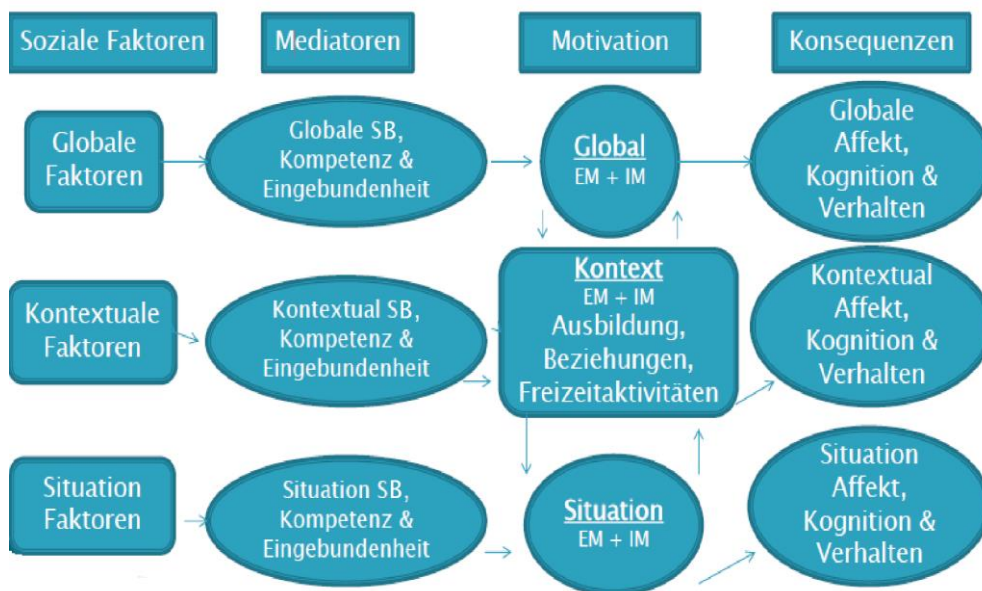 Soziale Faktoren
Mediatoren
Motivation
Konsequenzen
Globale
Faktoren
Globale SB,
Kompetenz &
Eingebundenheit
Global
EM + IM
Globale
Affekt,
Kognition &
Verhalten
Kontextuale
Faktoren
Kontextual SB,
Kompetenz &
Eingebundenheit
Kontext
EM + IM
Ausbildung,
Beziehungen,
Freizeitaktivitäten
Kontextual
Affekt,
Kognition &
Verhalten
Situation
Faktoren
Situation SB,
Kompetenz &
Eingebundenheit
Situation
EM + IM
Situation
Affekt,
Kognition &
Verhalten